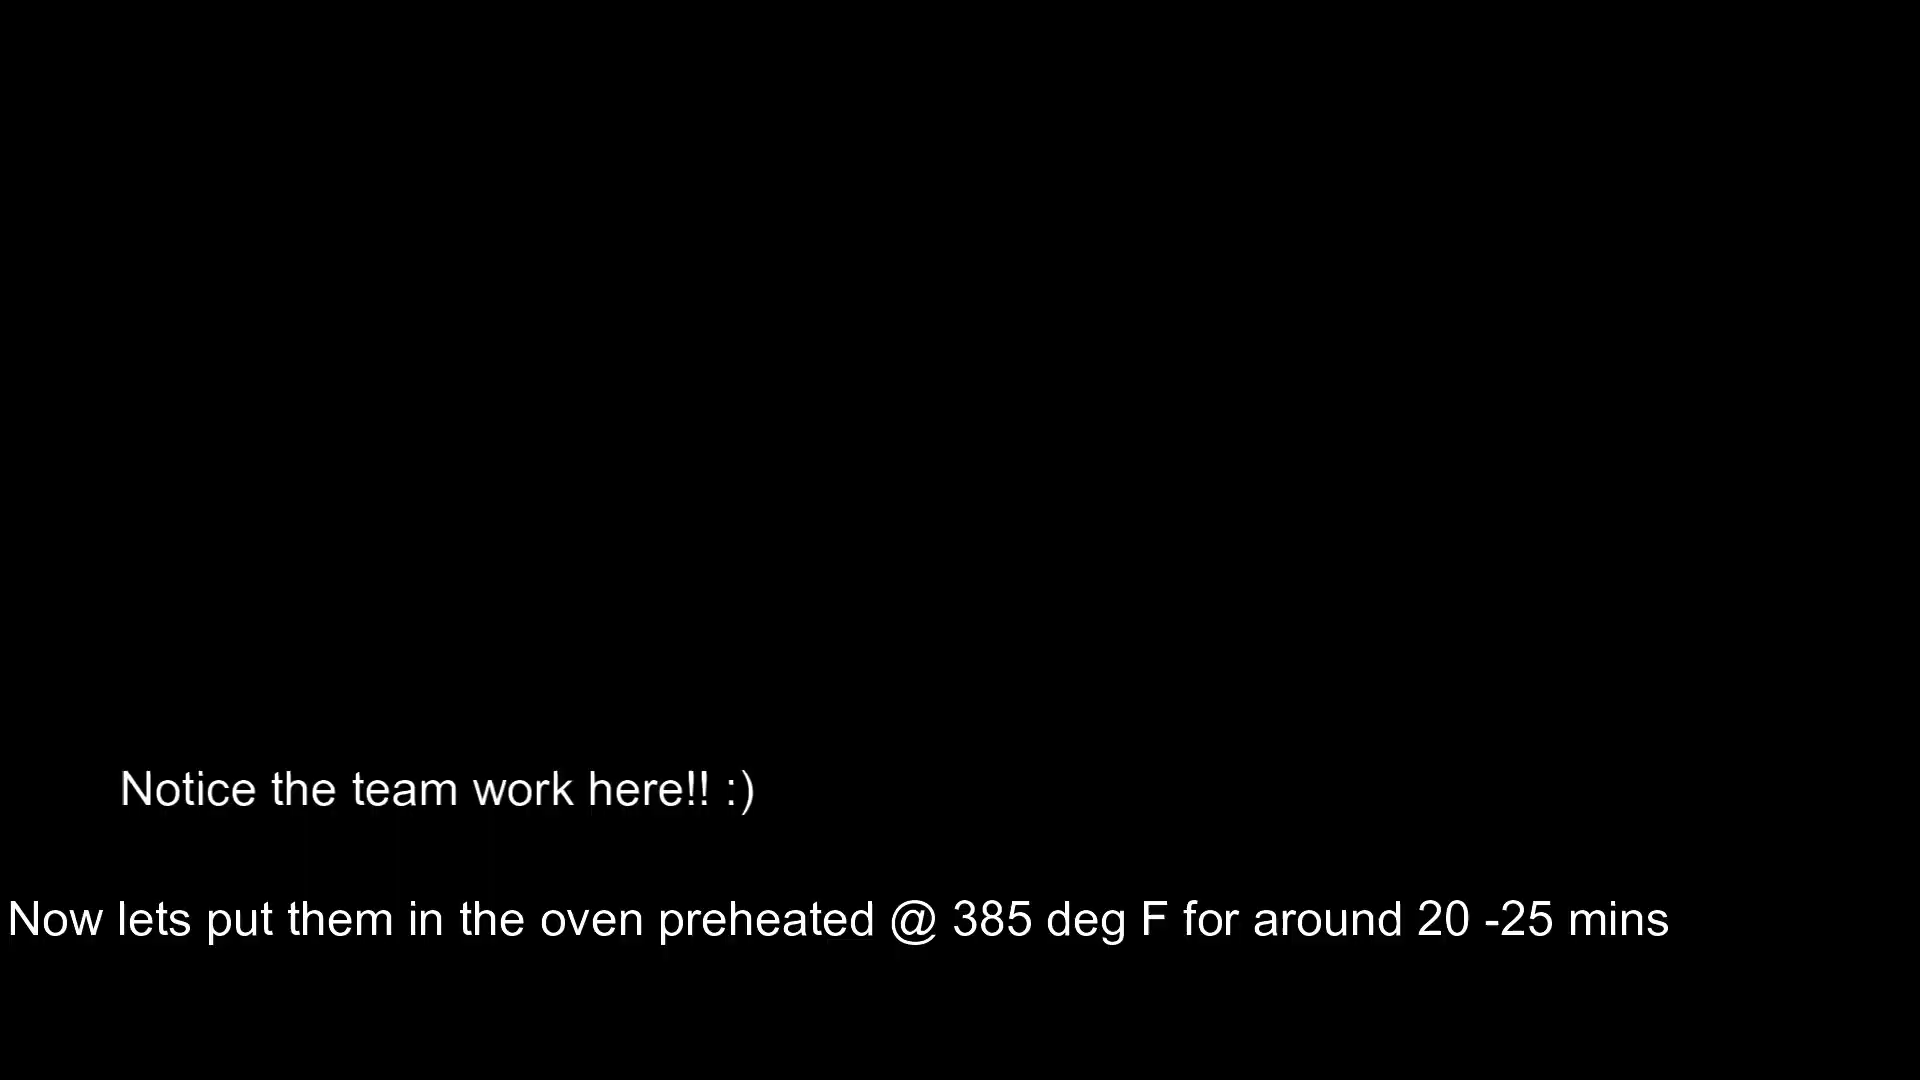 Notice the team work here!! :)
Now lets put them in the oven preheated @ 385 deg F for around 20 -25 mins